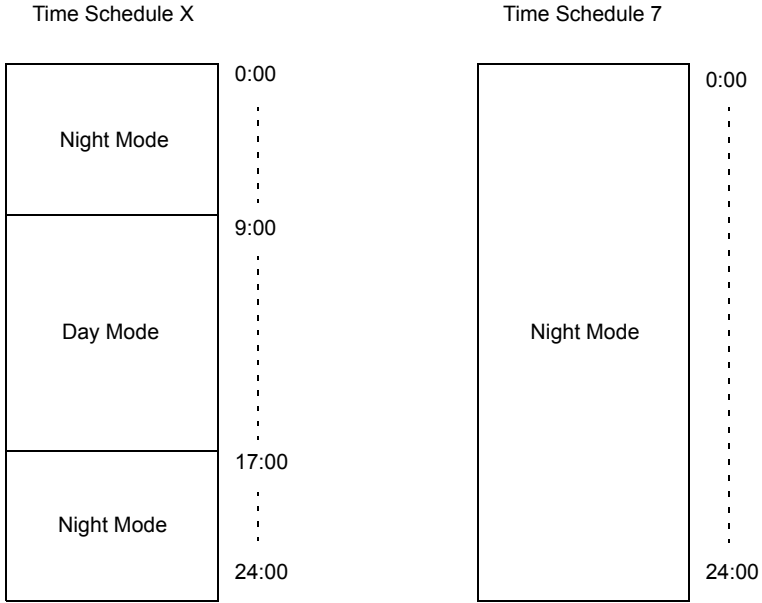 Time Schedule X
0:00
Night Mode
9:00
Day Mode
17:00
Night Mode
24:00
Time Schedule 7
0:00
Night Mode
24:00